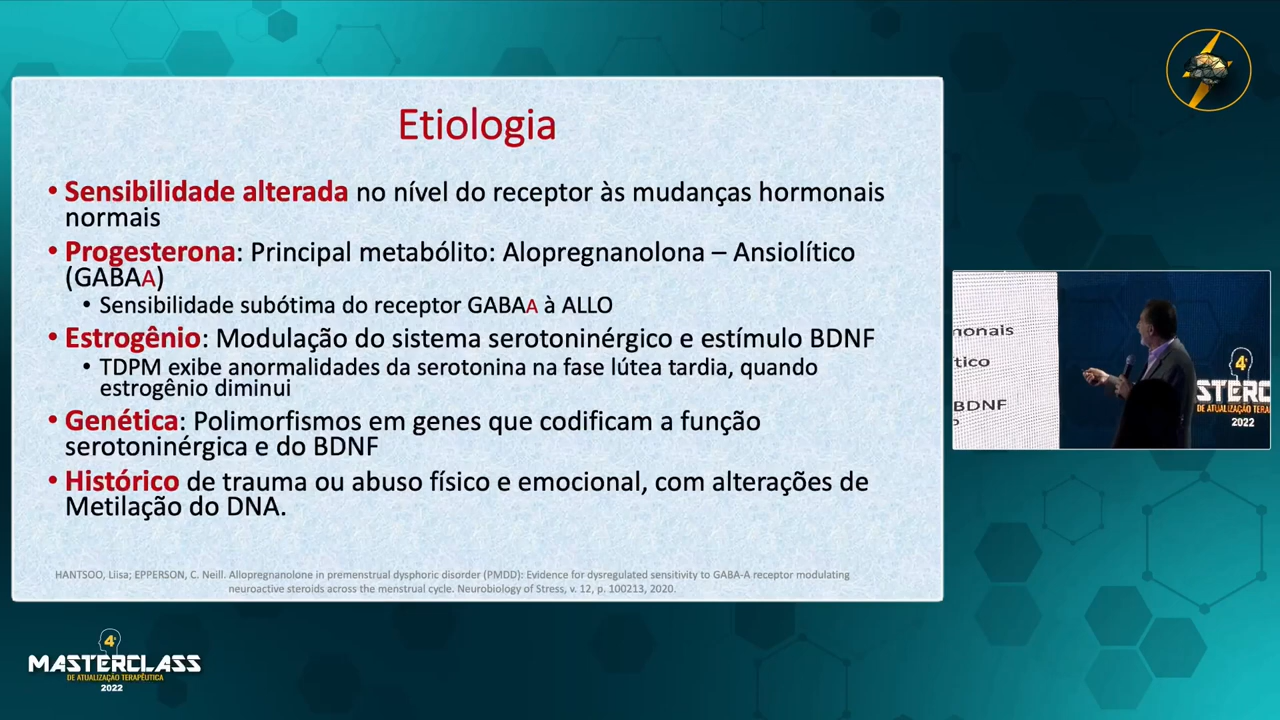 Etiologia
• Sensibilidade alterada no nível do receptor às mudanças hormonais
normais
• Progesterona: Principal metabólito: Alopregnanolona – Ansiolítico
(GABAA)
• Sensibilidade subótima do receptor GABAA à ALLO
• Estrogênio: Modulação do sistema serotoninérgico e estímulo BDNF
• TDPM exibe anormalidades da serotonina na fase lútea tardia, quando
estrogênio diminui
• Genética: Polimorfismos em genes que codificam a função
serotoninérgica e do BDNF
• Histórico de trauma ou abuso físico e emocional, com alterações de
Metilação do DNA.
HANTSOO, Liisa; EPPERSON, C. Neill. Allopregnanolone in premenstrual dysphoric disorder (PMDD): Evidence for dysregulated sensitivity to GABA-A receptor modulating
neuroactive steroids across the menstrual cycle. Neurobiology of Stress, v. 12, p. 100213, 2020.
monais
tico
BDNF
4ª
STERC
DE ATUALIZAÇÃO TERA
2022
4ª
MASTERCLASS
DE ATUALIZAÇÃO TERAPÊUTICA
2022